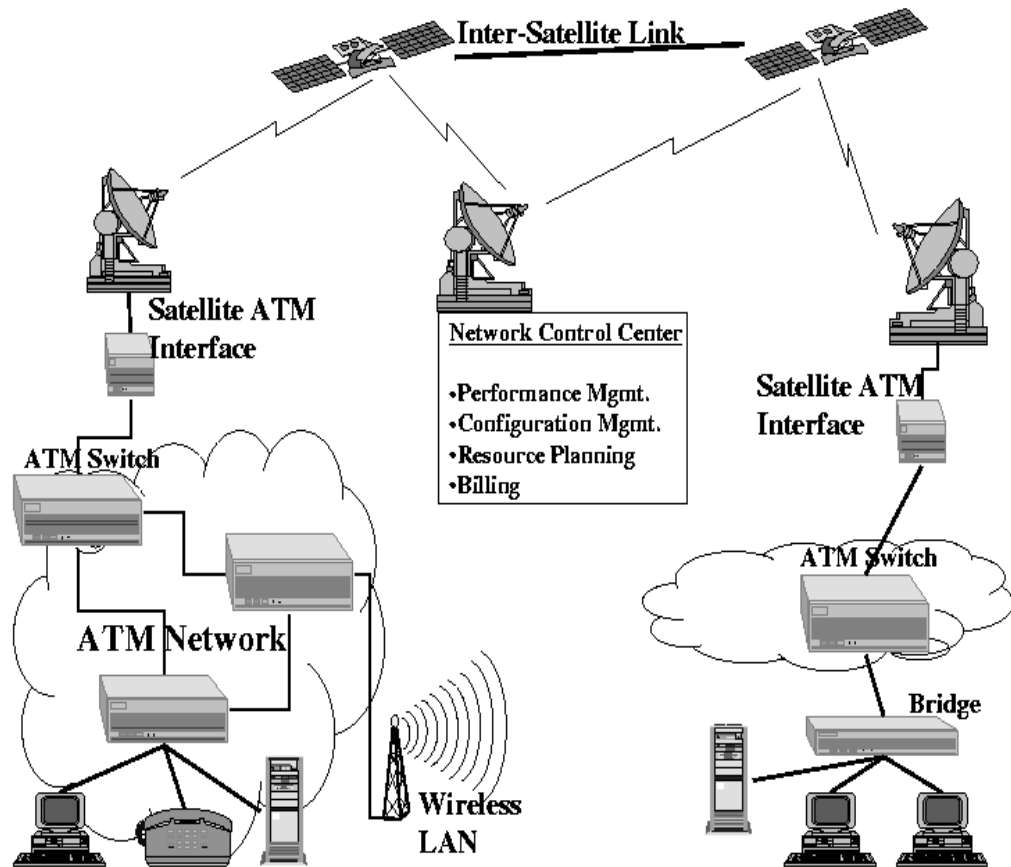 Inter-Satellite Link
Satellite ATM
Interface
Network Control Center
•Performance Mgmt.
•Configuration Mgmt.
•Resource Planning
•Billing
Satellite ATM
Interface
ATM Switch
ATM Switch
ATM Network
Bridge
Wireless
LAN